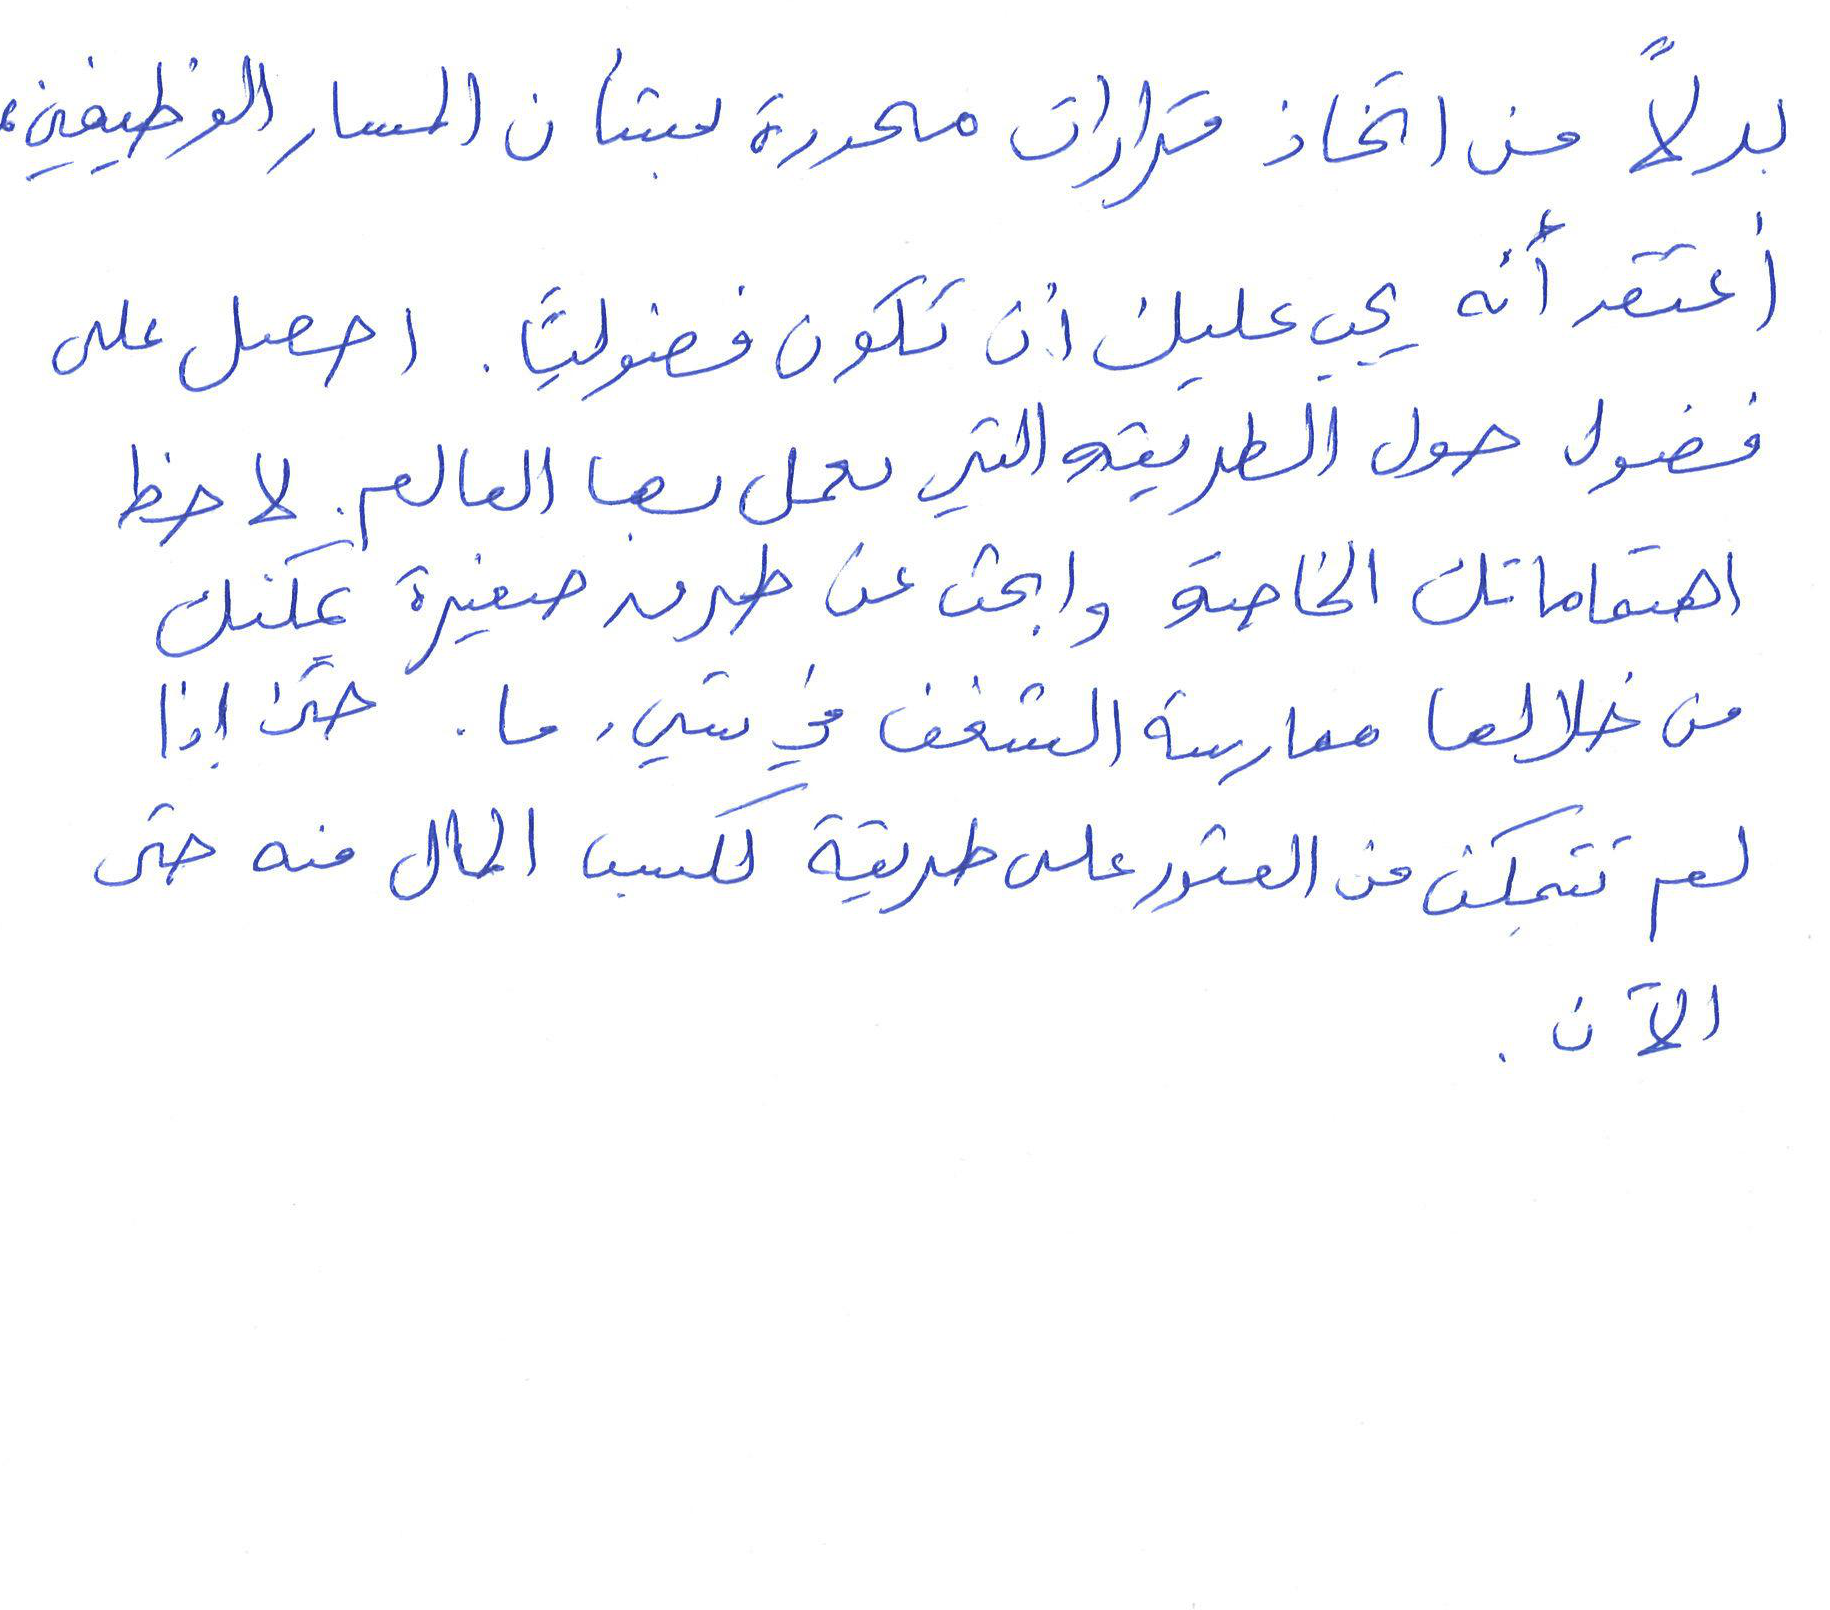 بدلاً من اتخاذ قرارات محددة بشأن المسار الوظيفي،
أعتقد أنه يجب عليك أن تكون فضوليًا. احصل على
فضول حول الطريقة التي يعمل بها العالم. لاحظ
اهتماماتك الخاصة وابحث عن طرق صغيرة يمكنك
من خلالها ممارسة الشغف في شيء ما. حتى إذا
لم تتمكن من العثور على طريقة لكسب المال منه حتى
الآن.